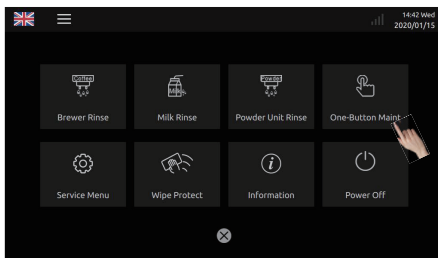 14:42 Wed
2020/01/15
Coffee
Milk
Powder
Brewer Rinse
Milk Rinse
Powder Unit Rinse
One-Button Maint
Service Menu
Wipe Protect
Information
Power Off